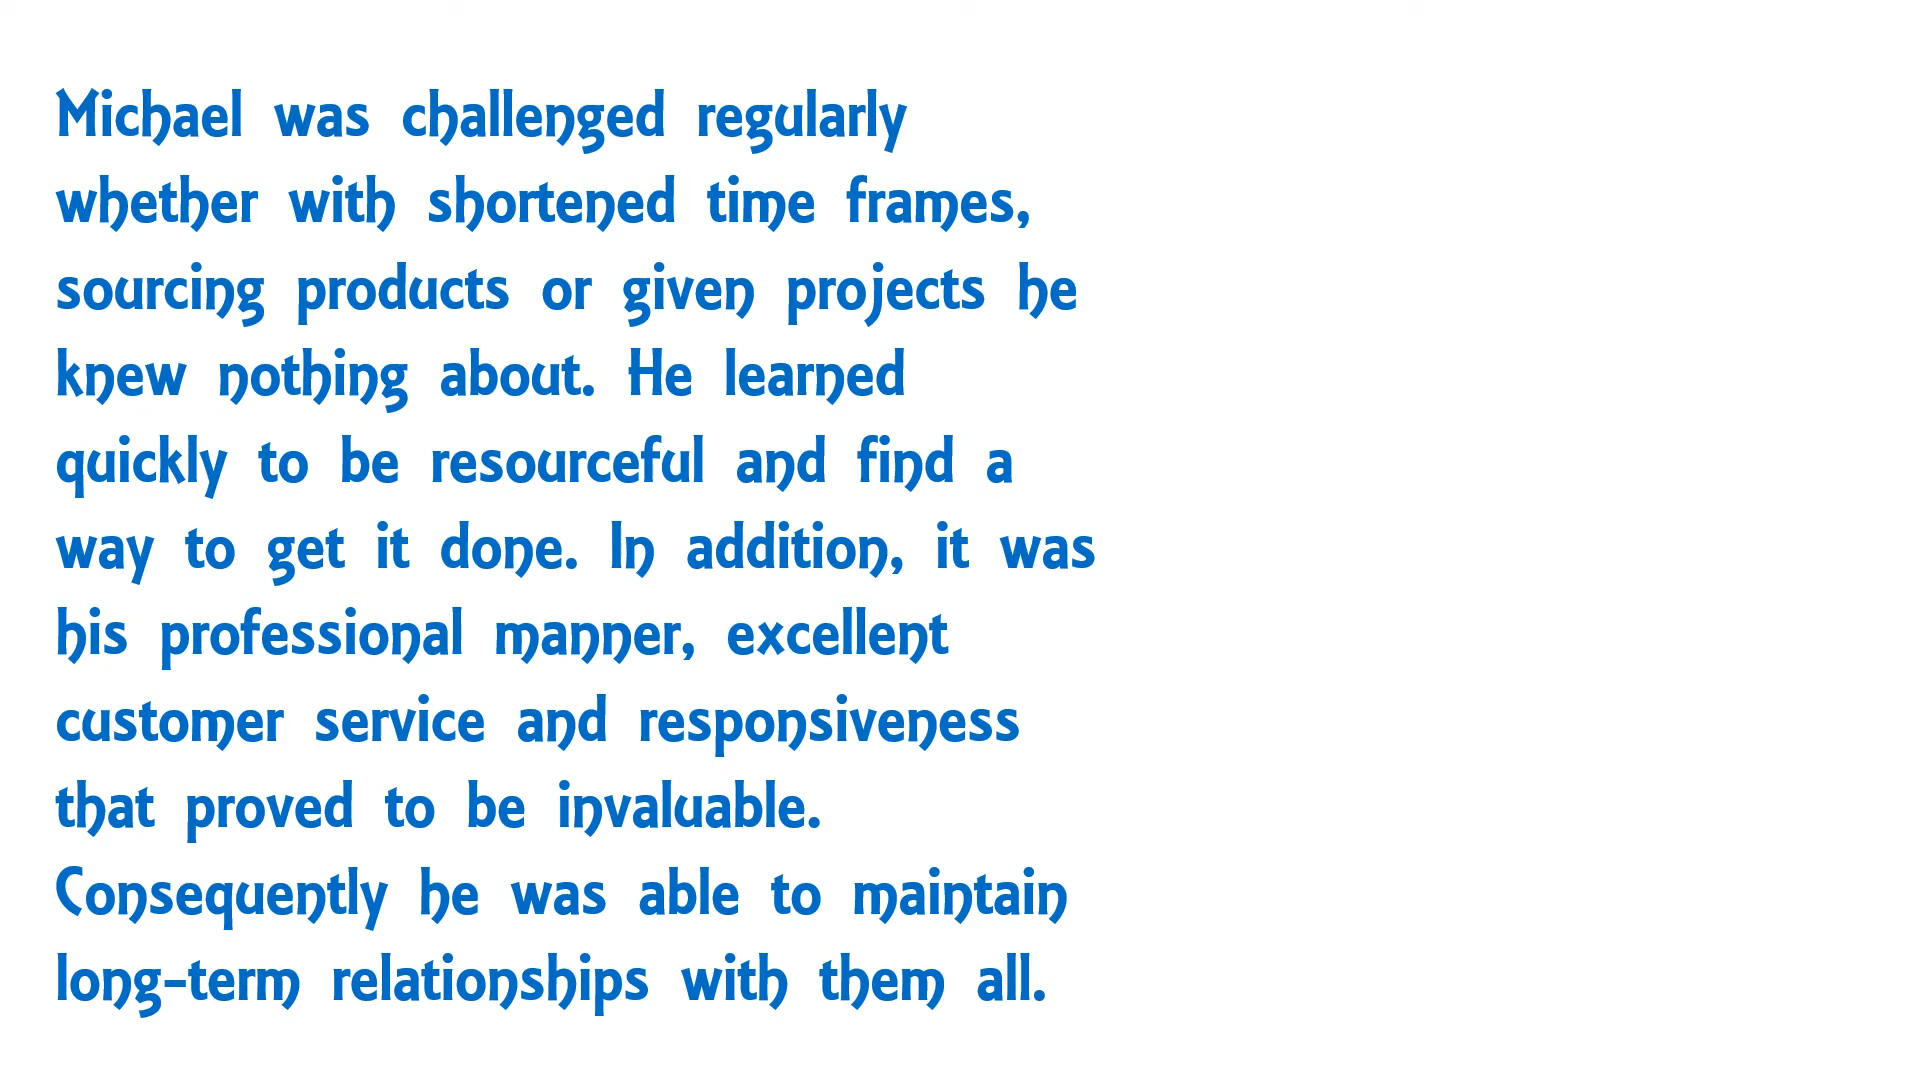 Michael was challenged regularly
whether with shortened time frames,
sourcing products or given projects he
knew nothing about. He learned
quickly to be resourceful and find a
way to get it done. In addition, it was
his professional manner, excellent
customer service and responsiveness
that proved to be invaluable.
Consequently he was able to maintain
long-term relationships with them all.